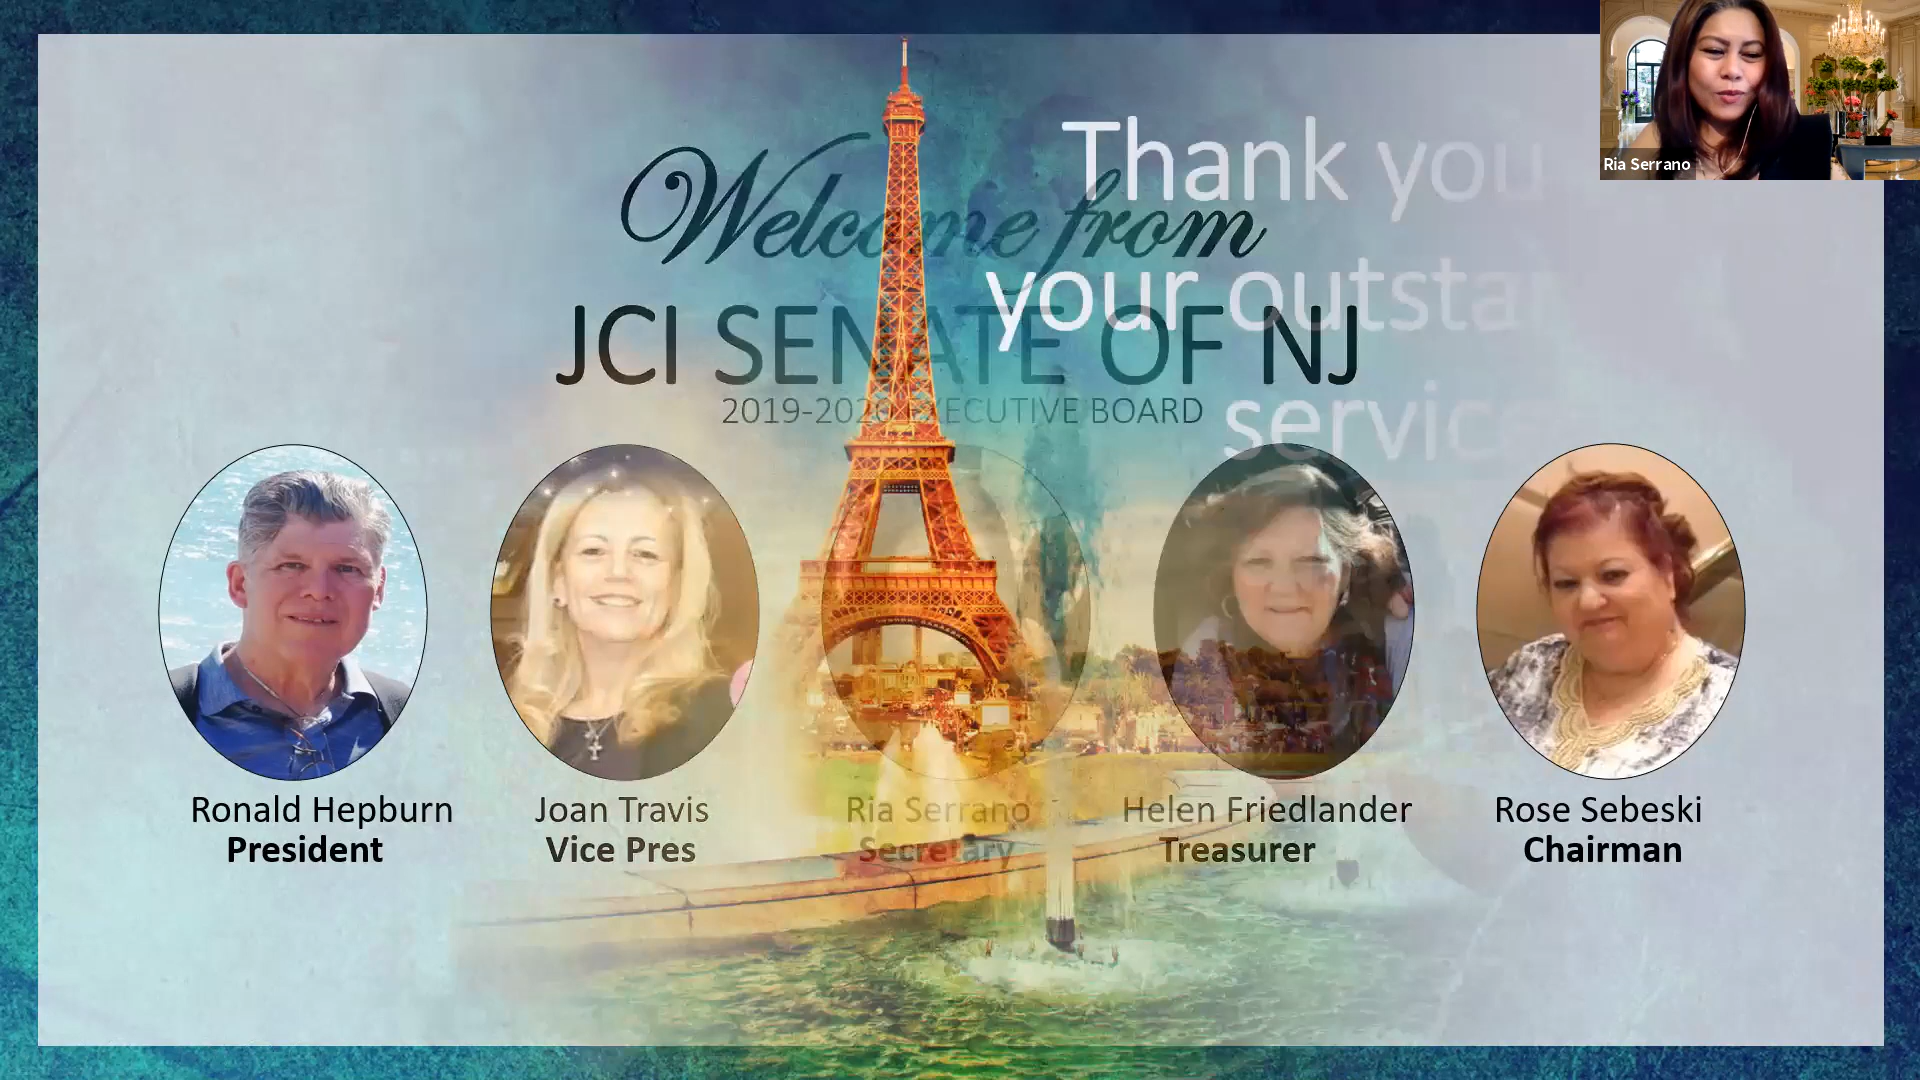 Ria Serrano
Thank you
Welcome from
your outsta
JCI SENATE OF NJ
2019-2020 EXECUTIVE BOARD
service
Ronald Hepburn
President
Joan Travis
Vice Pres
Ria Serrano
Secretary
Helen Friedlander
Treasurer
Rose Sebeski
Chairman